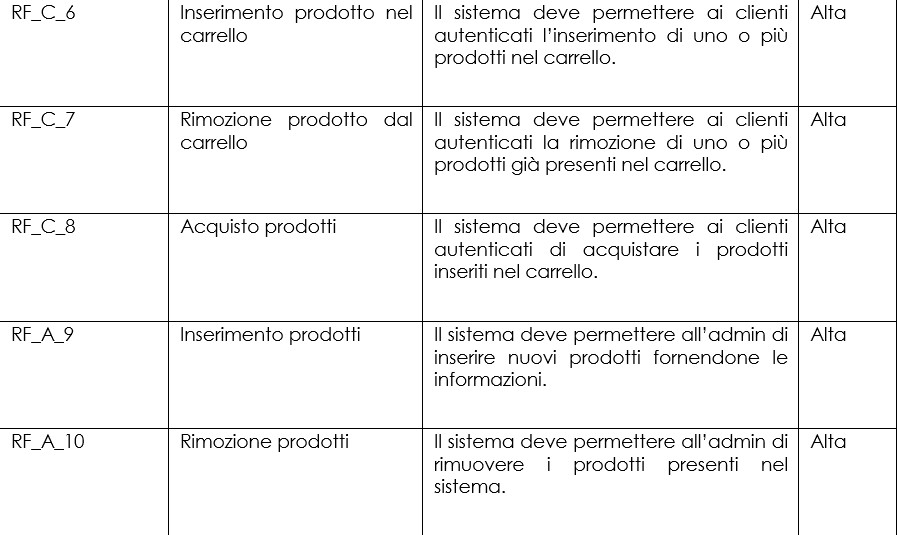 RF_C_6
Inserimento prodotto nel
carrello
Il sistema deve permettere ai clienti
autenticati l'inserimento di uno o più
prodotti nel carrello.
Alta
RF_C_7
Rimozione prodotto dal
carrello
Il sistema deve permettere ai clienti
autenticati la rimozione di uno o più
prodotti già presenti nel carrello.
Alta
RF_C_8
Acquisto prodotti
Il sistema deve permettere ai clienti
autenticati di acquistare i prodotti
inseriti nel carrello.
Alta
RF_A_9
Inserimento prodotti
Il sistema deve permettere all'admin di
inserire nuovi prodotti fornendone le
informazioni.
Alta
RF_A_10
Rimozione prodotti
Il sistema deve permettere all'admin di
rimuovere i prodotti presenti nel
sistema.
Alta